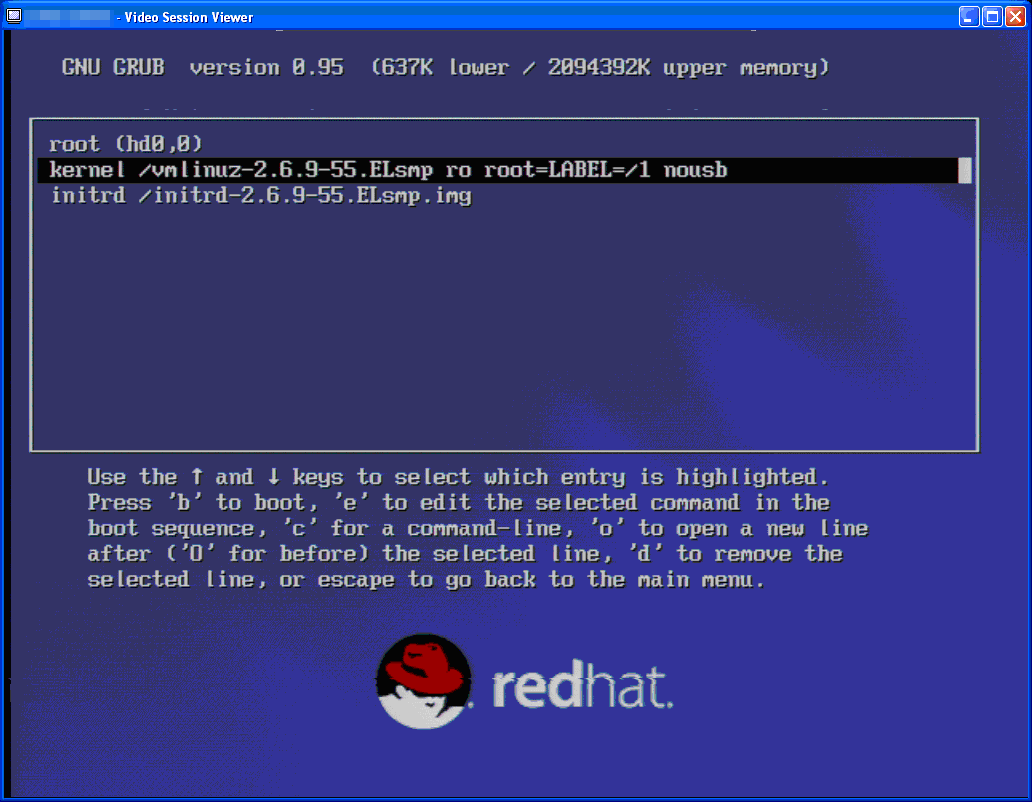 - Video Session Viewer
GNU GRUB version 0.95 (637K lower / 2094392K upper memory)
root (hd0,0)
kernel /vmlinuz-2.6.9-55.ELsmp ro root=LABEL=/1 nousb
initrd /initrd-2.6.9-55.ELsmp.img
Use the ↑ and ↓ keys to select which entry is highlighted.
Press 'b' to boot, 'e' to edit the selected command in the
boot sequence, 'c' for a command-line, 'o' to open a new line
after ('O' for before) the selected line, 'd' to remove the
selected line, or escape to go back to the main menu.
redhat.